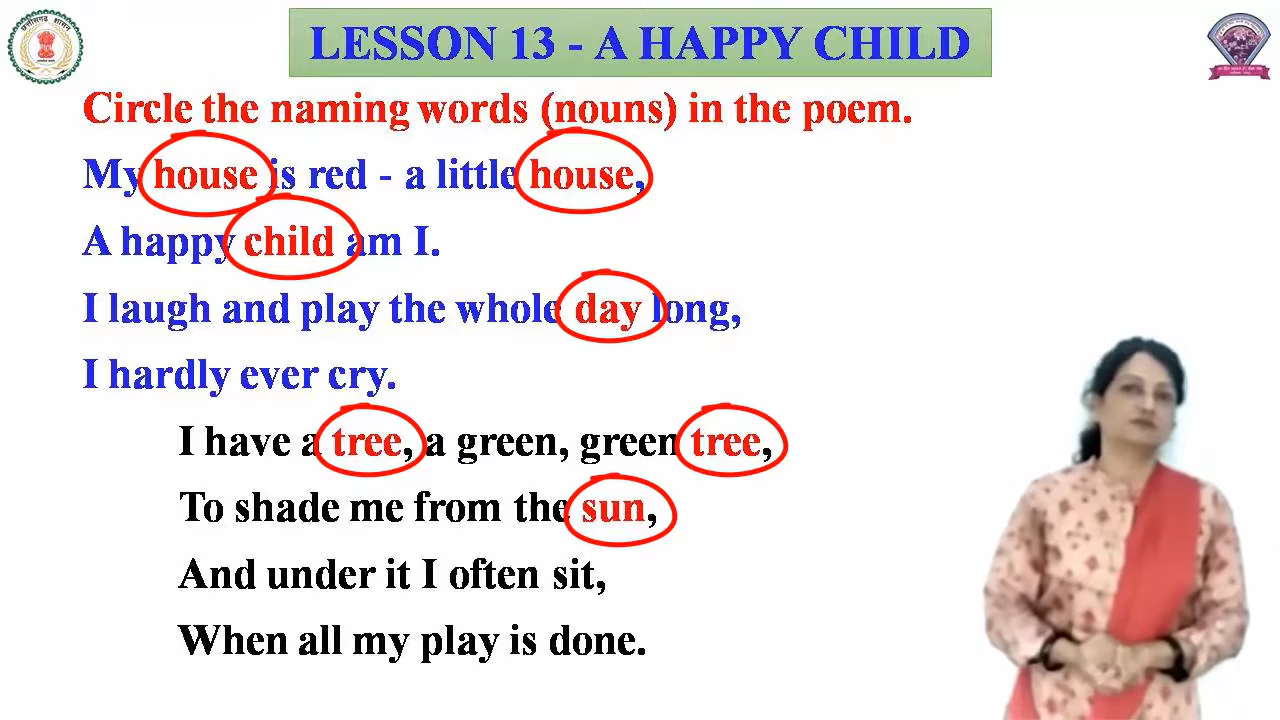 LESSON 13 - A HAPPY CHILD
Circle the naming words (nouns) in the poem.
My house is red - a little house,
A happy child am I.
I laugh and play the whole day long,
I hardly ever cry.
I have a tree, a green, green tree,
To shade me from the sun,
And under it I often sit,
When all my play is done.